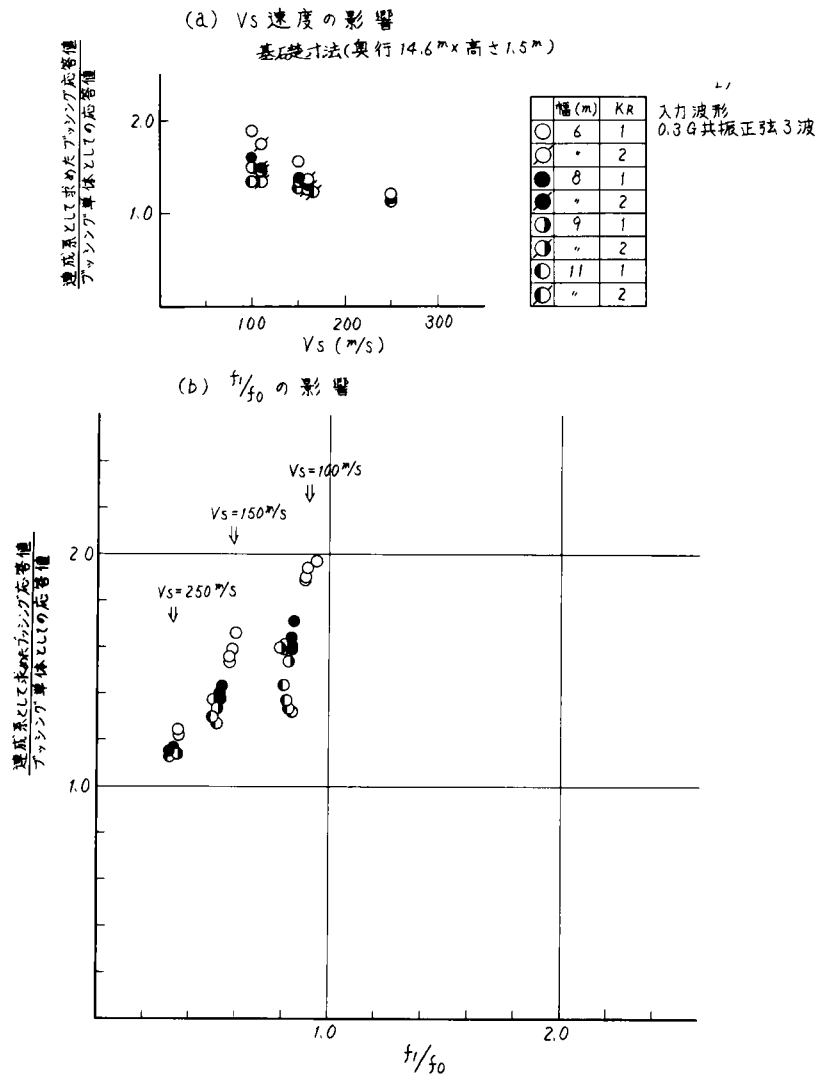 (a) Vs 速度の影響
基礎寸法(奥行 14.6m×高さ1.5m)
連成系として求めたブッシング応答値
ブッシング単体としての応答値
2.0
1.0
100 200 300
Vs (m/s)
幅(m) KR
6 1
〃 2
8 1
〃 2
9 1
〃 2
11 1
〃 2
入力波形
0.3G共振正弦3波
(b) f1/f0 の影響
Vs=100m/s
Vs=150m/s
Vs=250m/s
連成系として求めたブッシング応答値
ブッシング単体としての応答値
2.0
1.0
1.0 2.0
f1/f0